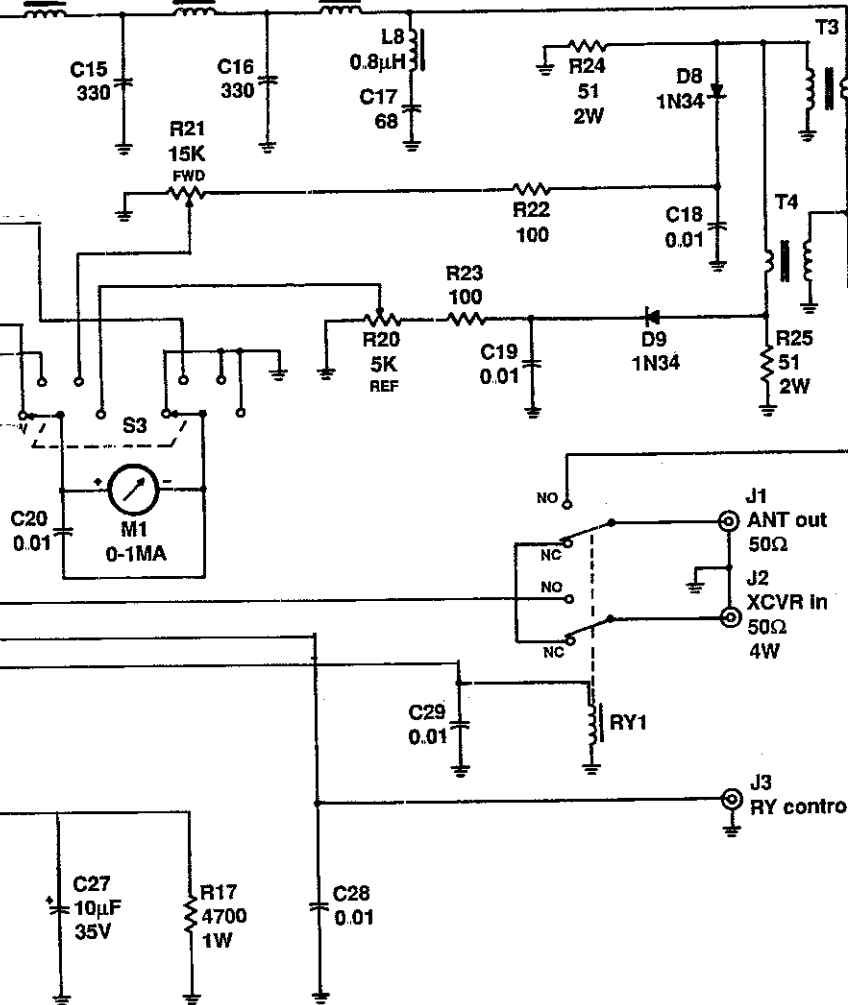 T3
L8
0.8μH
C15
330
C16
330
R24
51
2W
D8
1N34
C17
68
R21
15K
FWD
T4
R22
100
C18
0.01
R23
100
R20
5K
REF
C19
0.01
D9
1N34
R25
51
2W
S3
+
−
M1
0-1MA
C20
0.01
NO
NC
NO
NC
J1
ANT out
50Ω
J2
XCVR in
50Ω
4W
C29
0.01
RY1
J3
RY contro
+
C27
10μF
35V
R17
4700
1W
C28
0.01